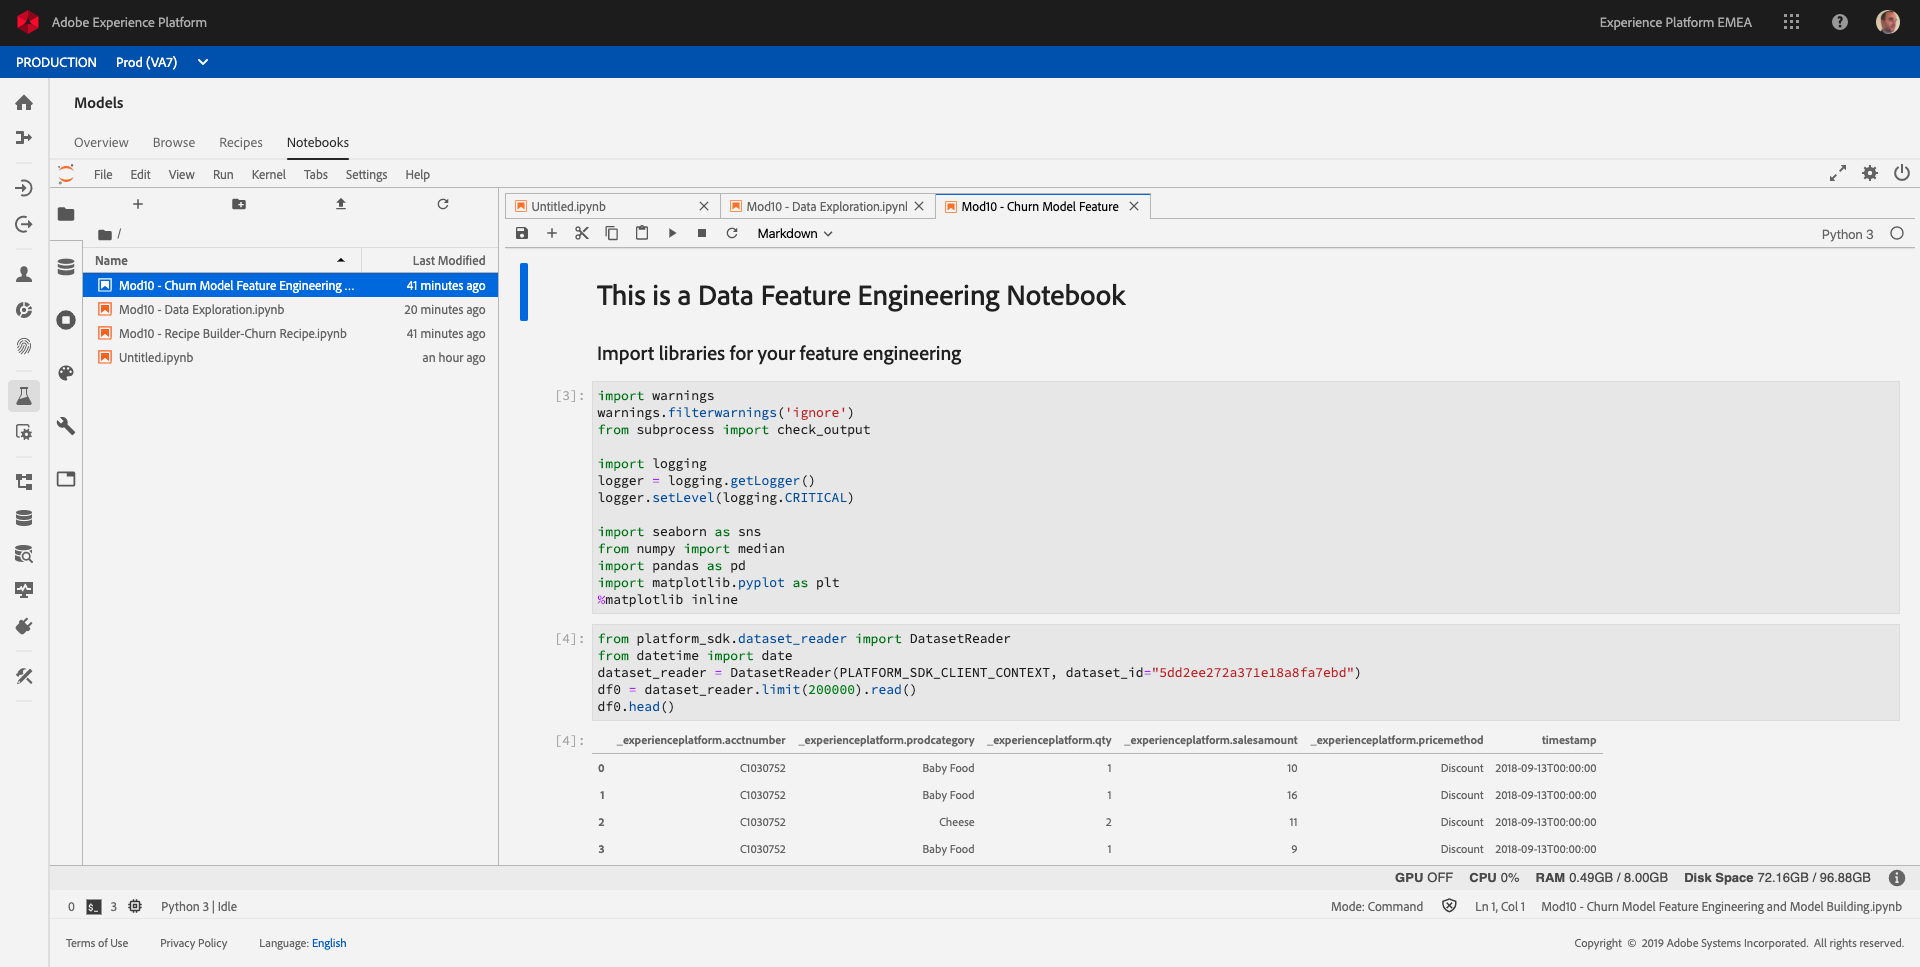 Adobe Experience Platform
Experience Platform EMEA
PRODUCTION Prod (VA7)
Models
Overview Browse Recipes Notebooks
File Edit View Run Kernel Tabs Settings Help
/
Name Last Modified
Mod10 - Churn Model Feature Engineering ... 41 minutes ago
Mod10 - Data Exploration.ipynb 20 minutes ago
Mod10 - Recipe Builder-Churn Recipe.ipynb 41 minutes ago
Untitled.ipynb an hour ago
Untitled.ipynb Mod10 - Data Exploration.ipynl Mod10 - Churn Model Feature
Markdown
Python 3
This is a Data Feature Engineering Notebook
Import libraries for your feature engineering
[3]: import warnings
warnings.filterwarnings('ignore')
from subprocess import check_output
import logging
logger = logging.getLogger()
logger.setLevel(logging.CRITICAL)
import seaborn as sns
from numpy import median
import pandas as pd
import matplotlib.pyplot as plt
%matplotlib inline
[4]: from platform_sdk.dataset_reader import DatasetReader
from datetime import date
dataset_reader = DatasetReader(PLATFORM_SDK_CLIENT_CONTEXT, dataset_id="5dd2ee272a371e18a8fa7ebd")
df0 = dataset_reader.limit(200000).read()
df0.head()
[4]: _experienceplatform.acctnumber _experienceplatform.prodcategory _experienceplatform.qty _experienceplatform.salesamount _experienceplatform.pricemethod timestamp
0 C1030752 Baby Food 1 10 Discount 2018-09-13T00:00:00
1 C1030752 Baby Food 1 16 Discount 2018-09-13T00:00:00
2 C1030752 Cheese 2 11 Discount 2018-09-13T00:00:00
3 C1030752 Baby Food 1 9 Discount 2018-09-13T00:00:00
GPU OFF CPU 0% RAM 0.49GB / 8.00GB Disk Space 72.16GB / 96.88GB
0 $_ 3 Python 3 | Idle
Mode: Command Ln 1, Col 1 Mod10 - Churn Model Feature Engineering and Model Building.ipynb
Terms of Use Privacy Policy Language: English
Copyright © 2019 Adobe Systems Incorporated. All rights reserved.